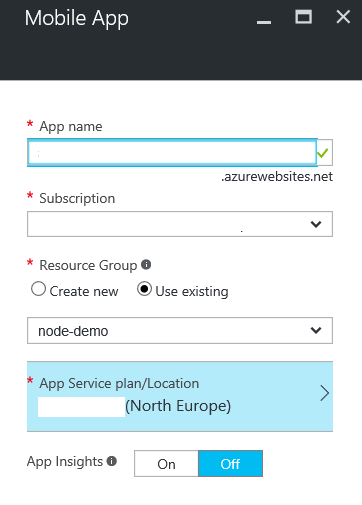 Mobile App
* App name
.azurewebsites.net
* Subscription
* Resource Group
Create new Use existing
node-demo
* App Service plan/Location
(North Europe)
App Insights On Off